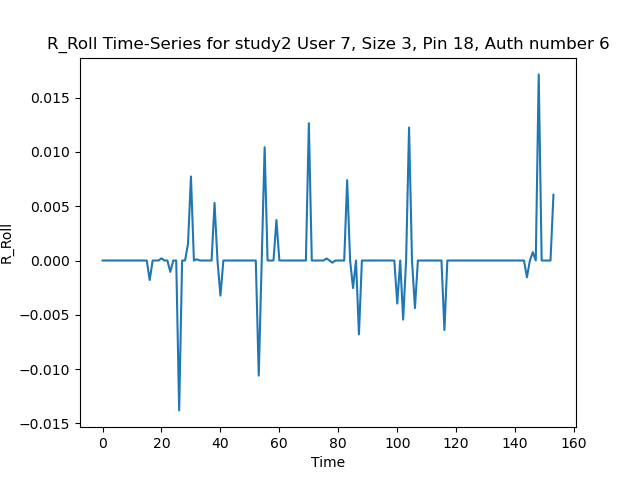 R_Roll Time-Series for study2 User 7, Size 3, Pin 18, Auth number 6
0.015
0.010
0.005
0.000
−0.005
−0.010
−0.015
R_Roll
0 20 40 60 80 100 120 140 160
Time